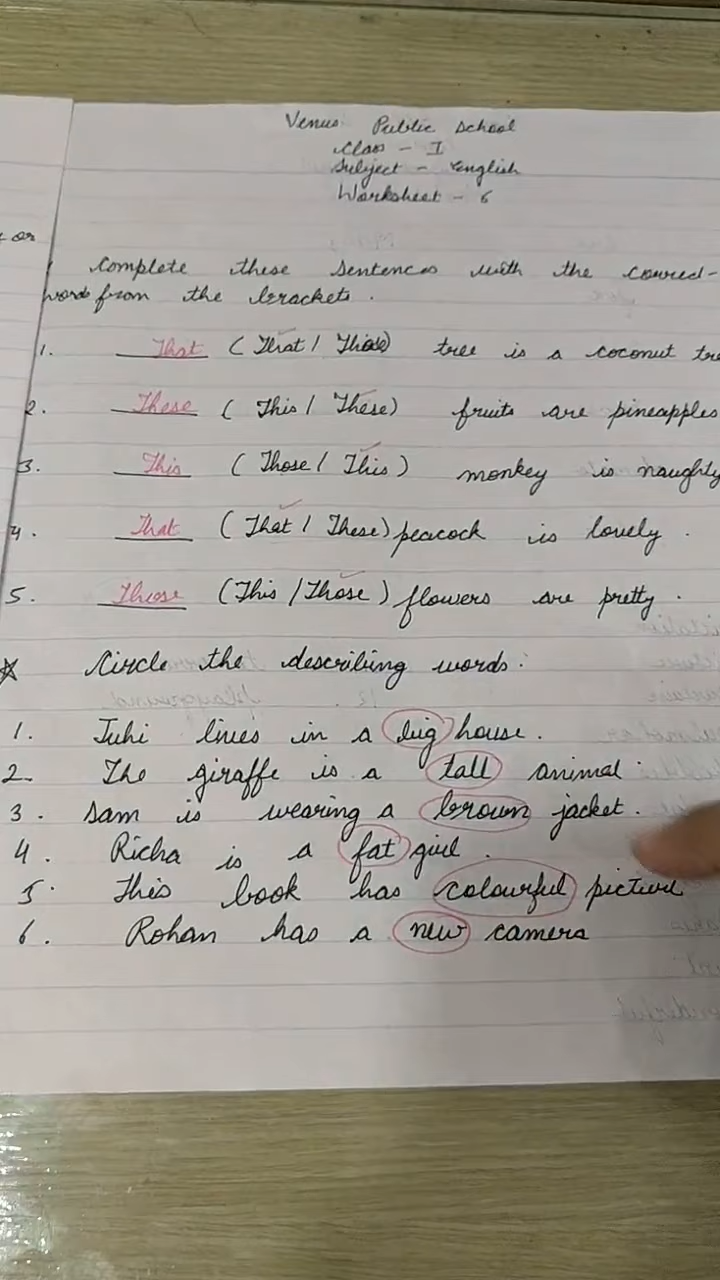 Venus Public School
Class - I
Subject - English
Worksheet - 6
or
Complete these sentences with the
word from the brackets.
1. That (That / Those) tree is a coconut tre
2. These (This / These) fruits are pineapples
3. This (Those / This) monkey is naughty
4. That (That / These) peacock is lovely.
5. Those (This / Those) flowers are pretty.
Circle the describing words:
1. Juhi lives in a big house.
2. The giraffe is a tall animal.
3. Sam is wearing a brown jacket.
4. Richa is a fat girl.
5. This book has colourful picture
6. Rohan has a new camera